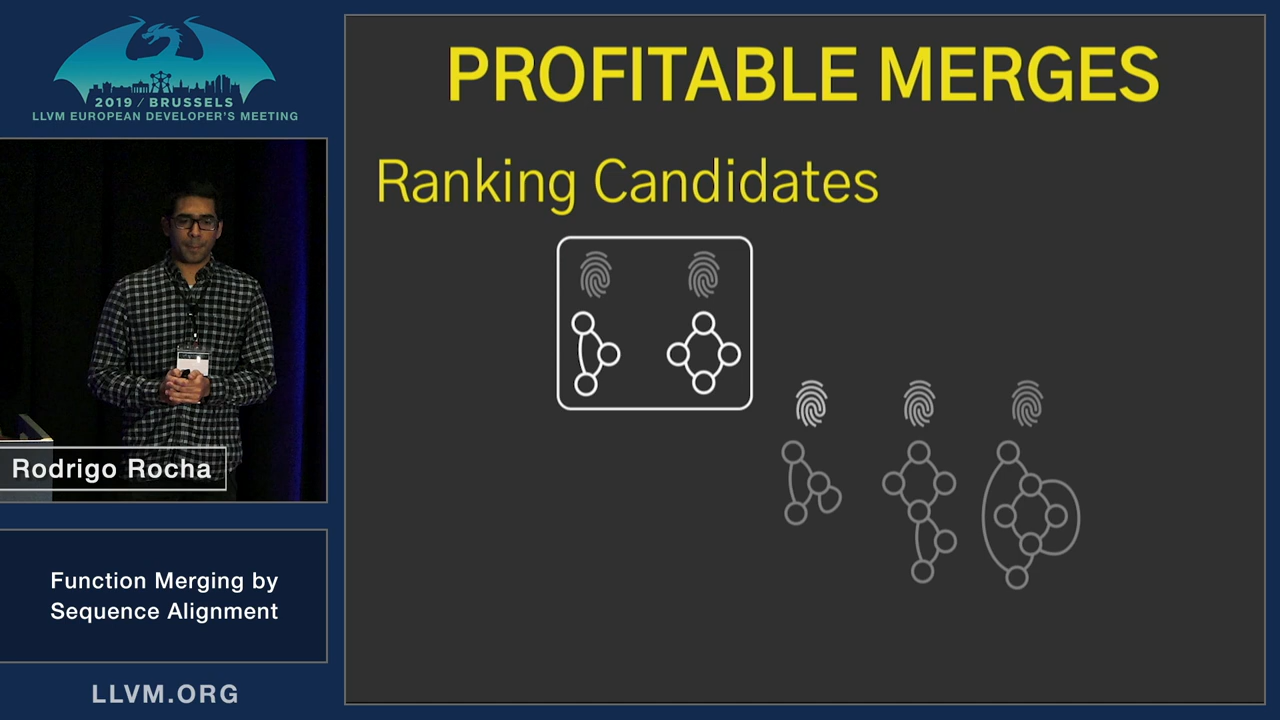 2019 / BRUSSELS
LLVM EUROPEAN DEVELOPER'S MEETING
PROFITABLE MERGES
Ranking Candidates
Rodrigo Rocha
Function Merging by
Sequence Alignment
LLVM.ORG